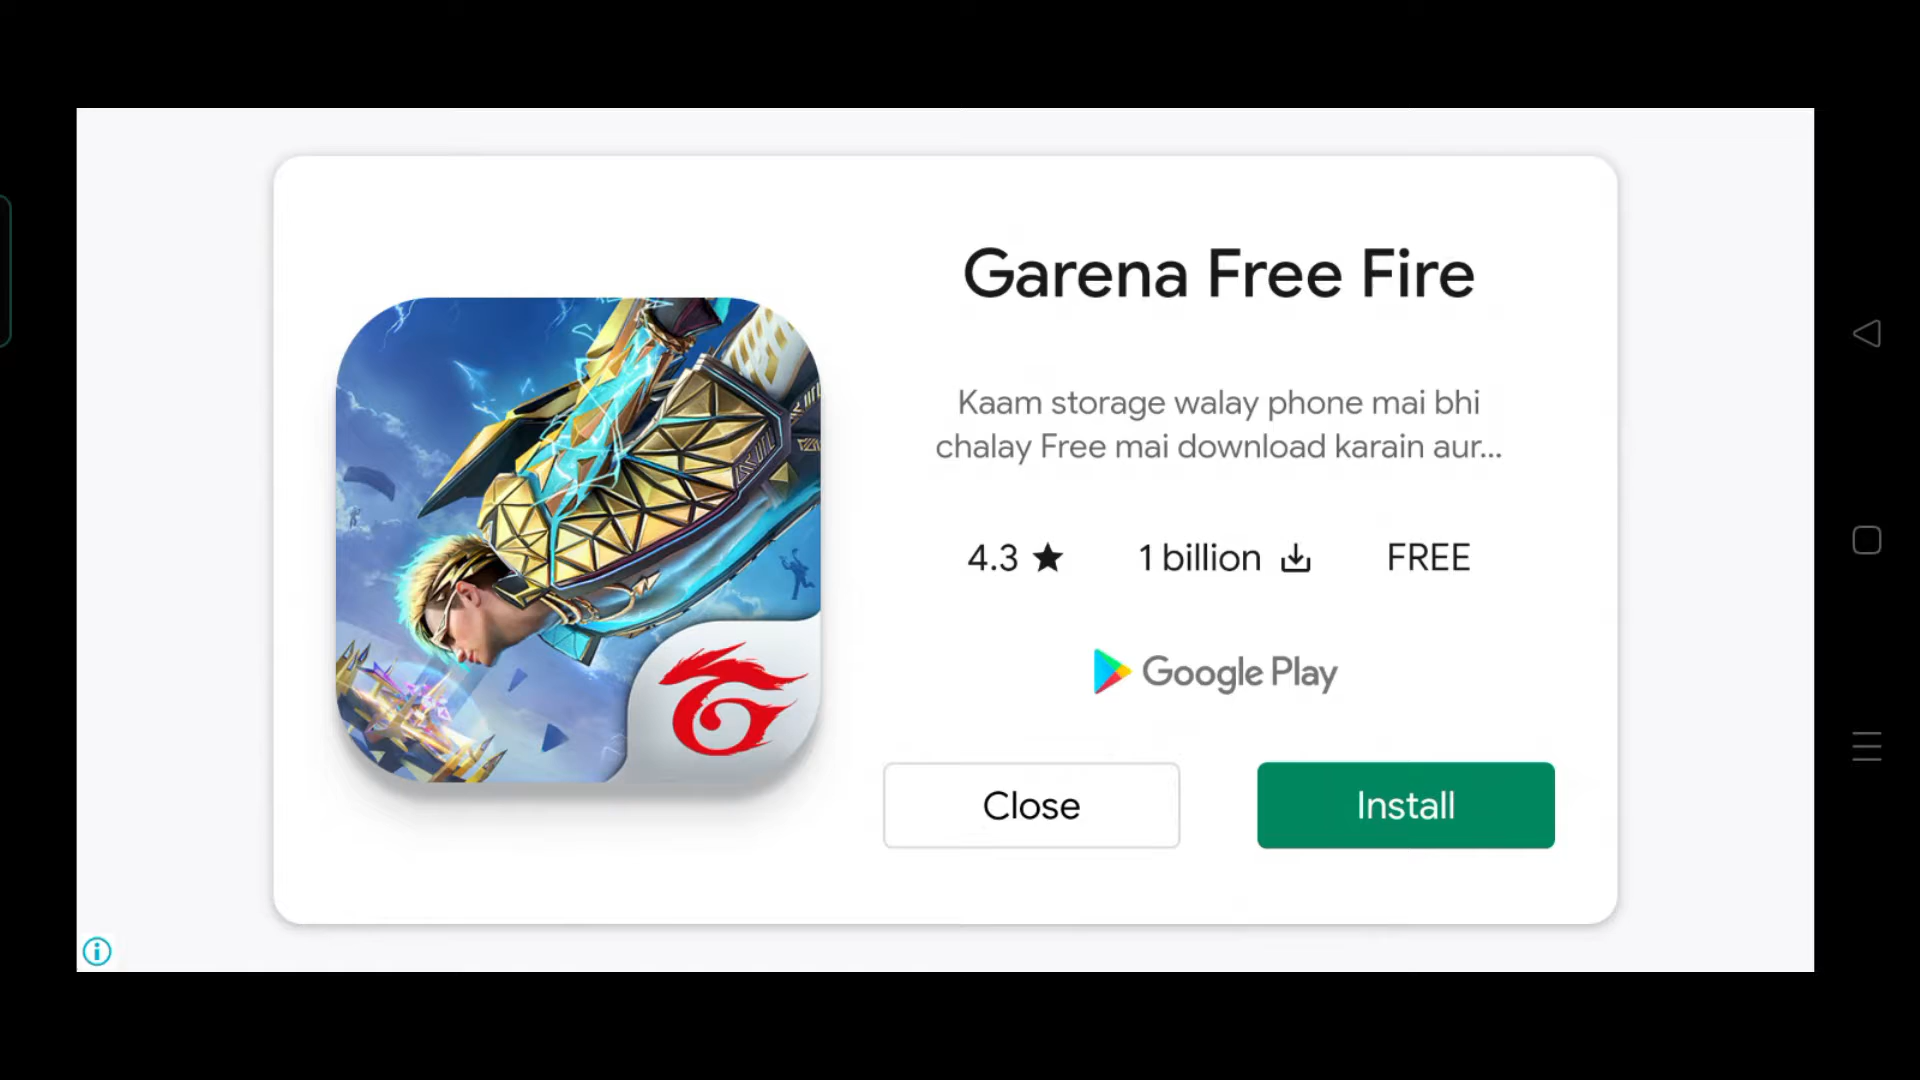 Garena Free Fire
Kaam storage walay phone mai bhi
chalay Free mai download karain aur...
4.3 ★ 1 billion FREE
Google Play
Close Install